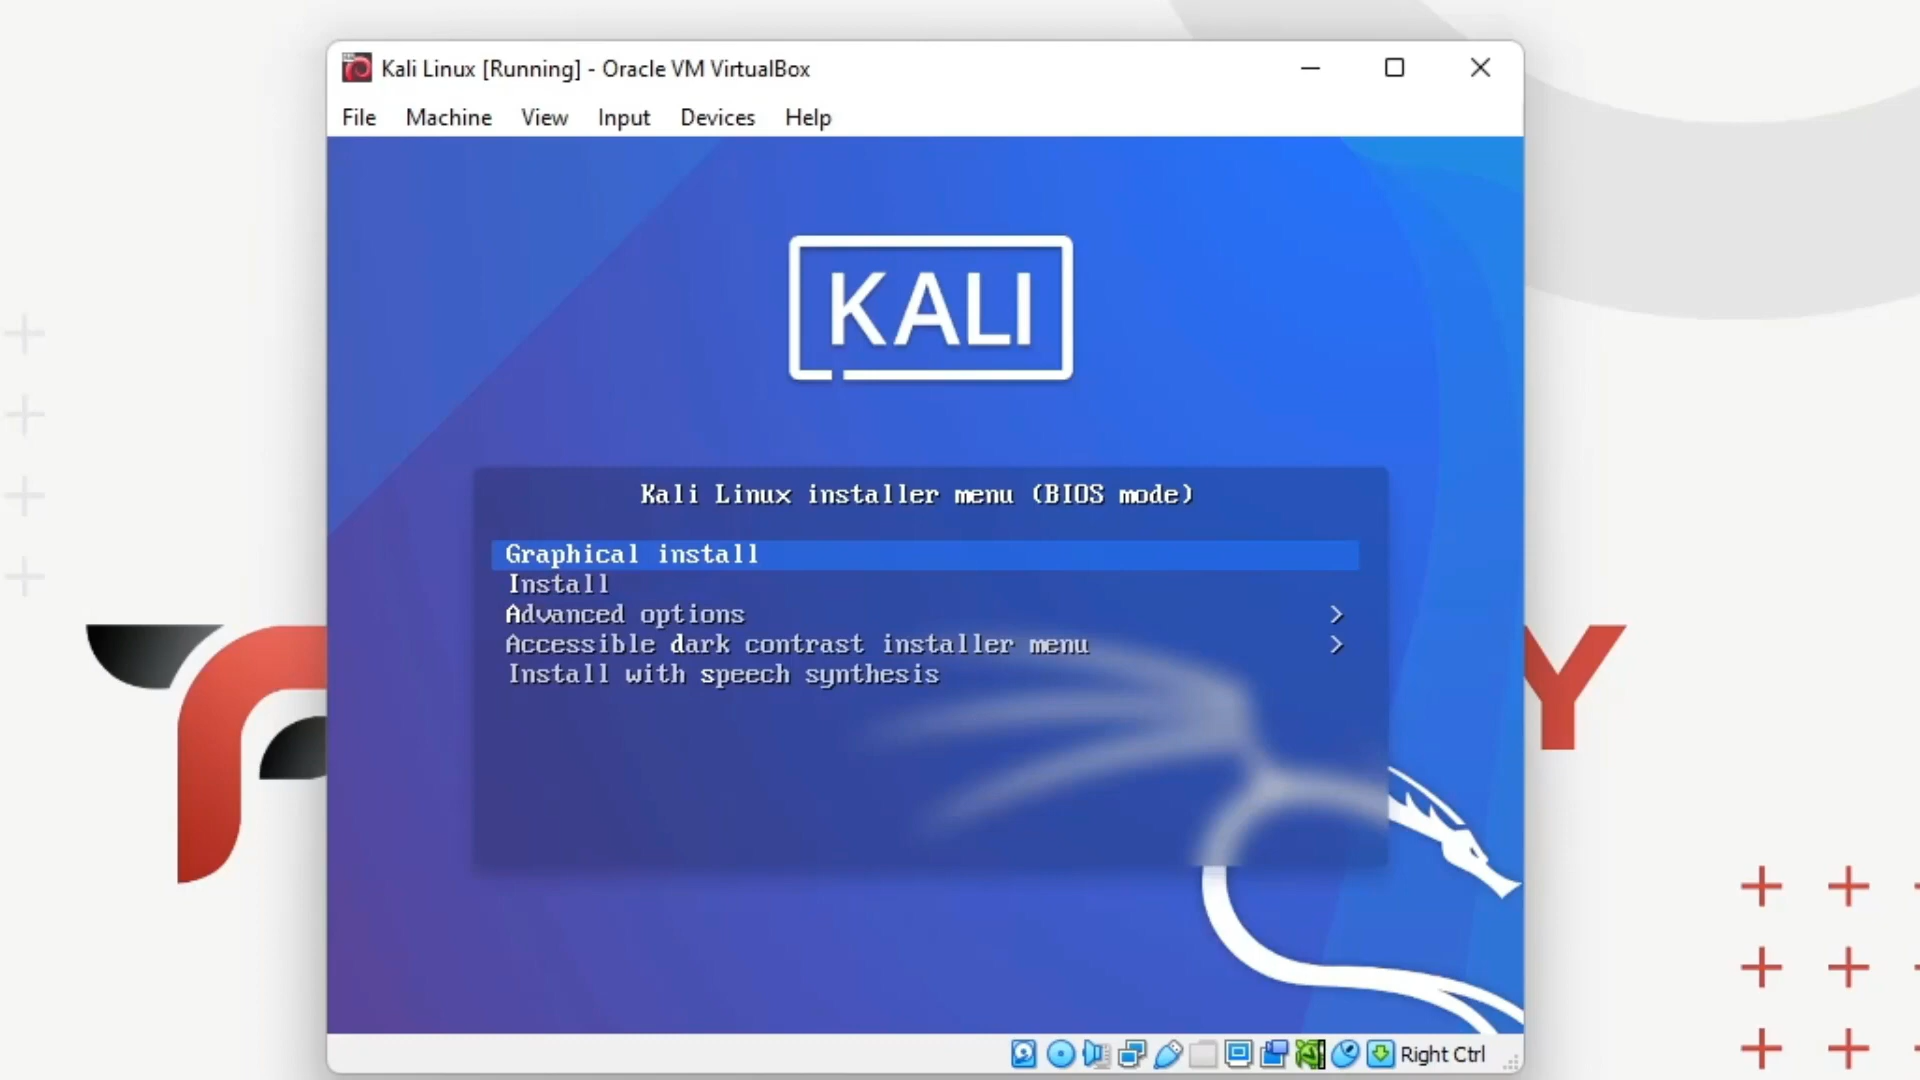 Kali Linux [Running] - Oracle VM VirtualBox
File Machine View Input Devices Help
KALI
Kali Linux installer menu (BIOS mode)
Graphical install
Install
Advanced options >
Accessible dark contrast installer menu >
Install with speech synthesis
Y
Right Ctrl